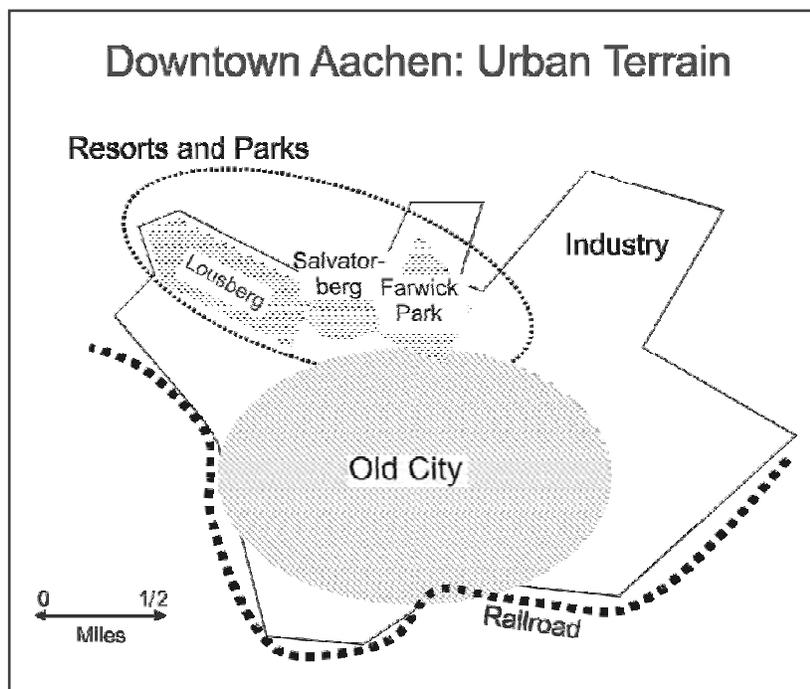 Downtown Aachen: Urban Terrain
Resorts and Parks
Industry
Lousberg
Salvator-
berg
Farwick
Park
Old City
0 1/2
Miles
Railroad